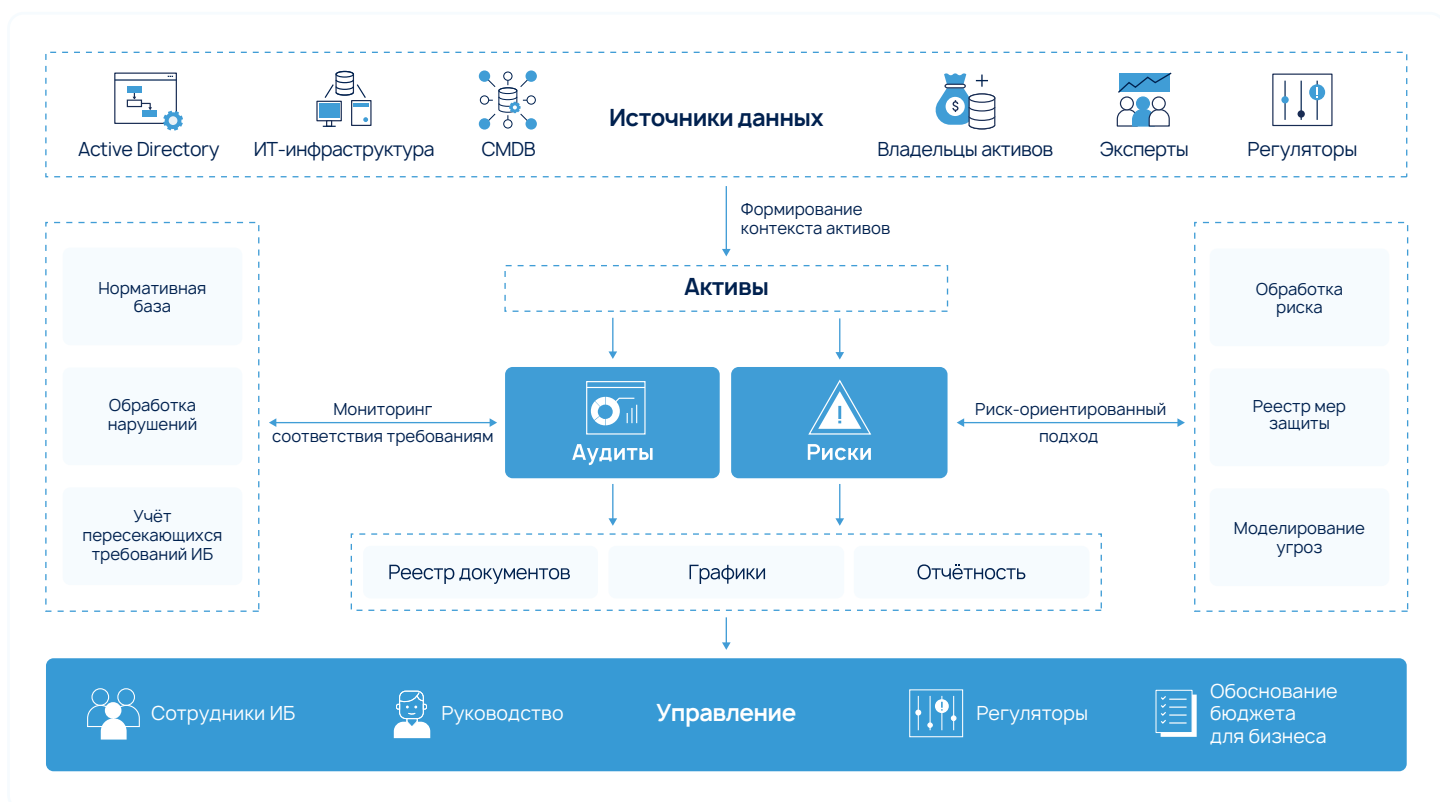 Источники данных
Active Directory
ИТ-инфраструктура
CMDB
Владельцы активов
Эксперты
Регуляторы
Формирование
контекста активов
Активы
Нормативная
база
Обработка
нарушений
Учёт
пересекающихся
требований ИБ
Мониторинг
соответствия требованиям
Аудиты
Риски
Риск-ориентированный
подход
Обработка
риска
Реестр мер
защиты
Моделирование
угроз
Реестр документов
Графики
Отчётность
Сотрудники ИБ
Руководство
Управление
Регуляторы
Обоснование
бюджета
для бизнеса